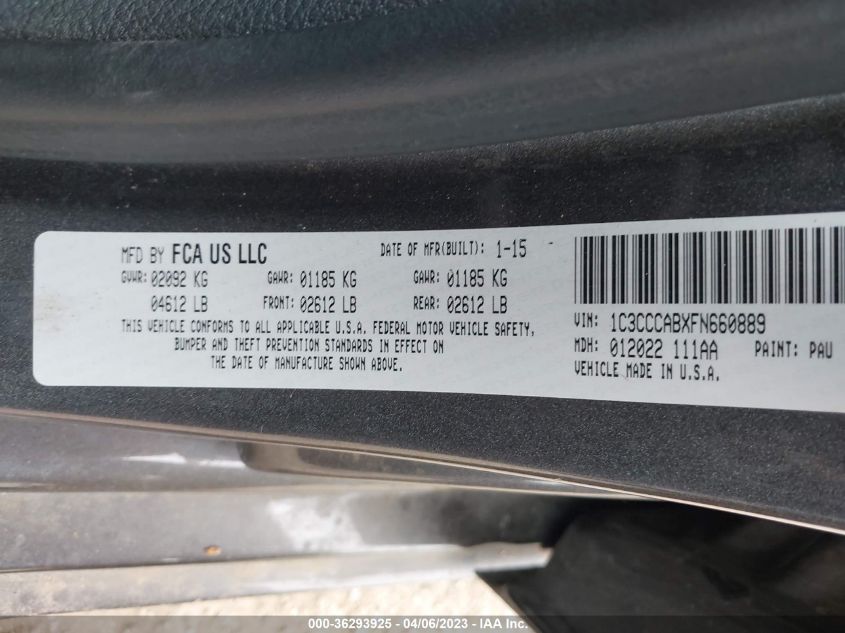 MFD BY FCA US LLC DATE OF MFR(BUILT): 1-15
GVWR: 02092 KG GAWR: 01185 KG GAWR: 01185 KG
04612 LB FRONT: 02612 LB REAR: 02612 LB
THIS VEHICLE CONFORMS TO ALL APPLICABLE U.S.A. FEDERAL MOTOR VEHICLE SAFETY,
BUMPER AND THEFT PREVENTION STANDARDS IN EFFECT ON
THE DATE OF MANUFACTURE SHOWN ABOVE.
VIN: 1C3CCCABXFN660889
MDH: 012022 111AA PAINT: PAU
VEHICLE MADE IN U.S.A.
000-36293925 - 04/06/2023 - IAA Inc.